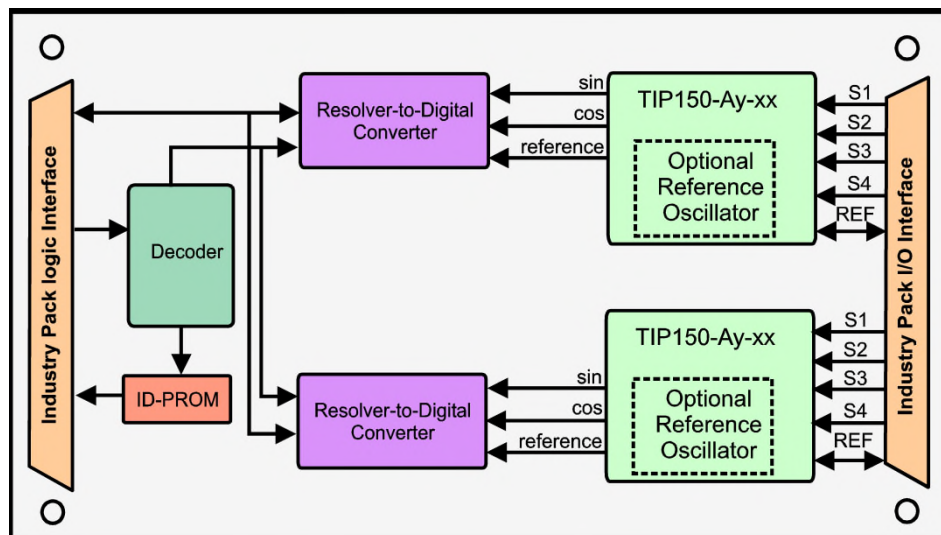 Industry Pack logic Interface
Decoder
ID-PROM
Resolver-to-Digital
Converter
sin
cos
reference
TIP150-Ay-xx
Optional
Reference
Oscillator
S1
S2
S3
S4
REF
Resolver-to-Digital
Converter
sin
cos
reference
TIP150-Ay-xx
Optional
Reference
Oscillator
S1
S2
S3
S4
REF
Industry Pack I/O Interface